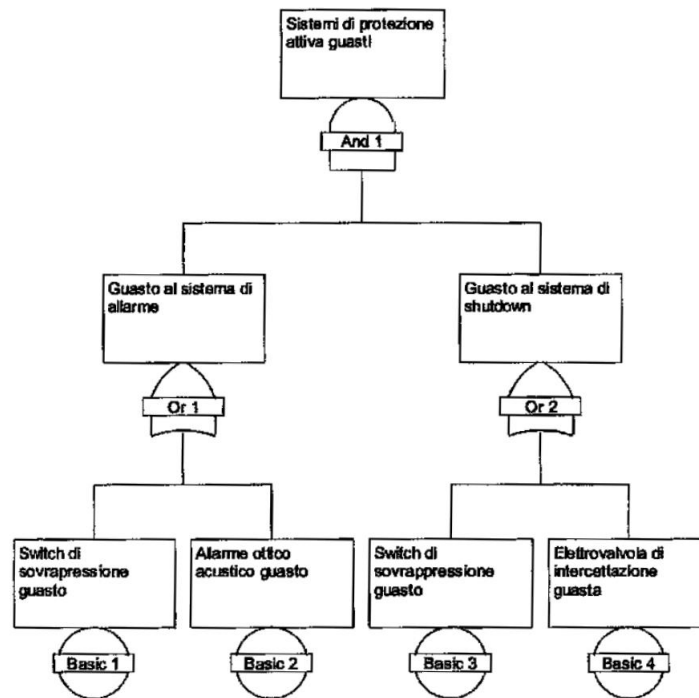 Sistemi di protezione
attiva guasti
And 1
Guasto al sistema di
allarme
Guasto al sistema di
shutdown
Or 1
Or 2
Switch di
sovrapressione
guasto
Allarme ottico
acustico guasto
Switch di
sovrappressione
guasto
Elettrovalvola di
intercettazione
guasta
Basic 1
Basic 2
Basic 3
Basic 4